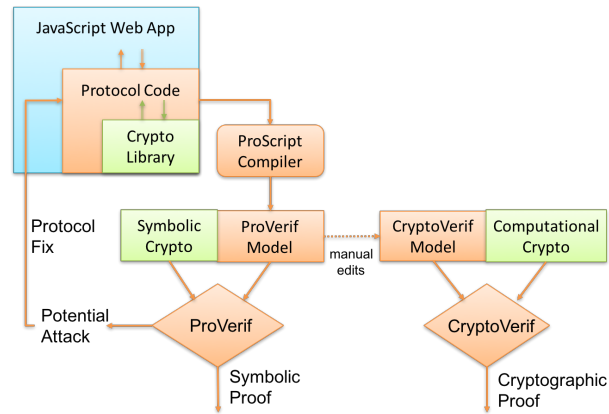 JavaScript Web App
Protocol Code
Crypto
Library
ProScript
Compiler
Protocol
Fix
Symbolic
Crypto
ProVerif
Model
manual
edits
CryptoVerif
Model
Computational
Crypto
Potential
Attack
ProVerif
CryptoVerif
Symbolic
Proof
Cryptographic
Proof